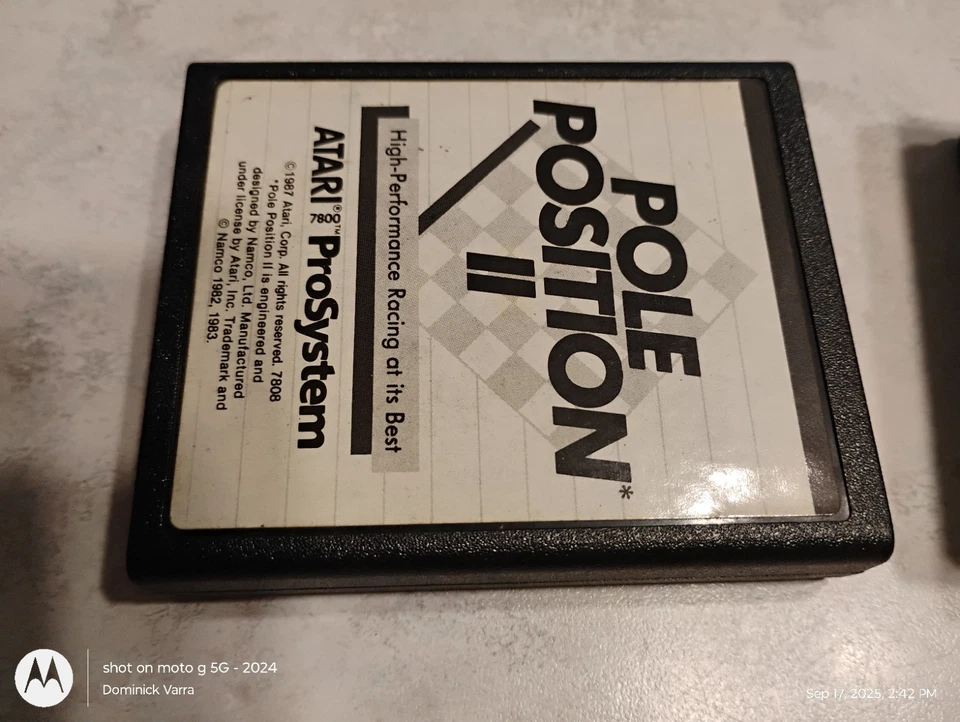 POLE
POSITION*
II
High-Performance Racing at its Best
ATARI® 7800™ ProSystem
©1987 Atari, Corp. All rights reserved. 7808
*Pole Position II is engineered and
designed by Namco, Ltd. Manufactured
under license by Atari, Inc. Trademark and
© Namco 1982, 1983.
shot on moto g 5G - 2024
Dominick Varra
Sep 17, 2025, 2:42 PM